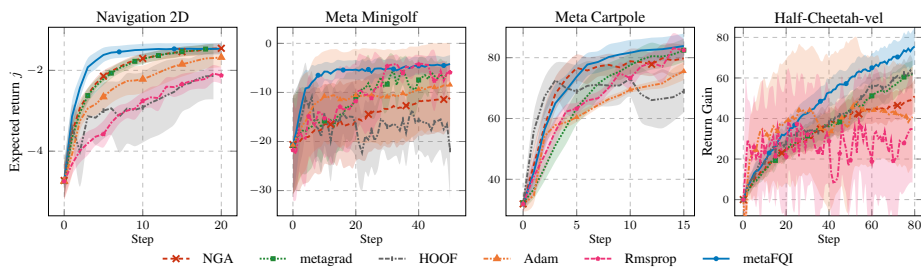 Navigation 2D
Meta Minigolf
Meta Cartpole
Half-Cheetah-vel
Expected return j
−2
−4
0
10
20
Step
0
−10
−20
−30
0
20
40
Step
80
60
40
0
5
10
15
Step
Return Gain
80
60
40
20
0
0
20
40
60
80
Step
NGA metagrad HOOF Adam Rmsprop metaFQI